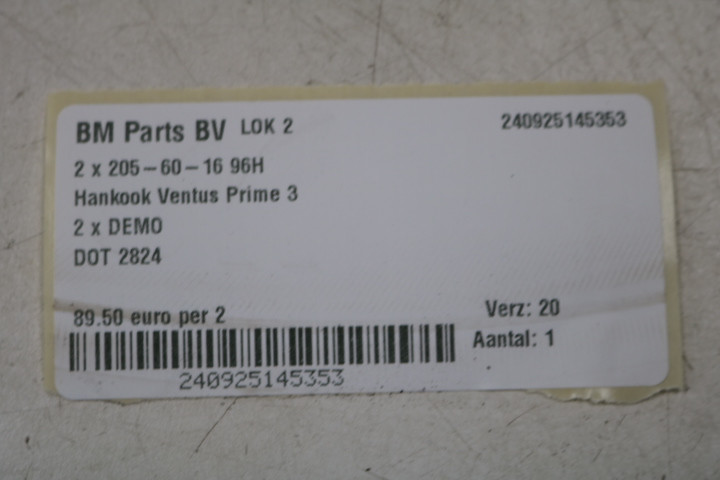 BM Parts BV LOK 2 240925145353
2 x 205-60-16 96H
Hankook Ventus Prime 3
2 x DEMO
DOT 2824
89.50 euro per 2 Verz: 20
Aantal: 1
240925145353